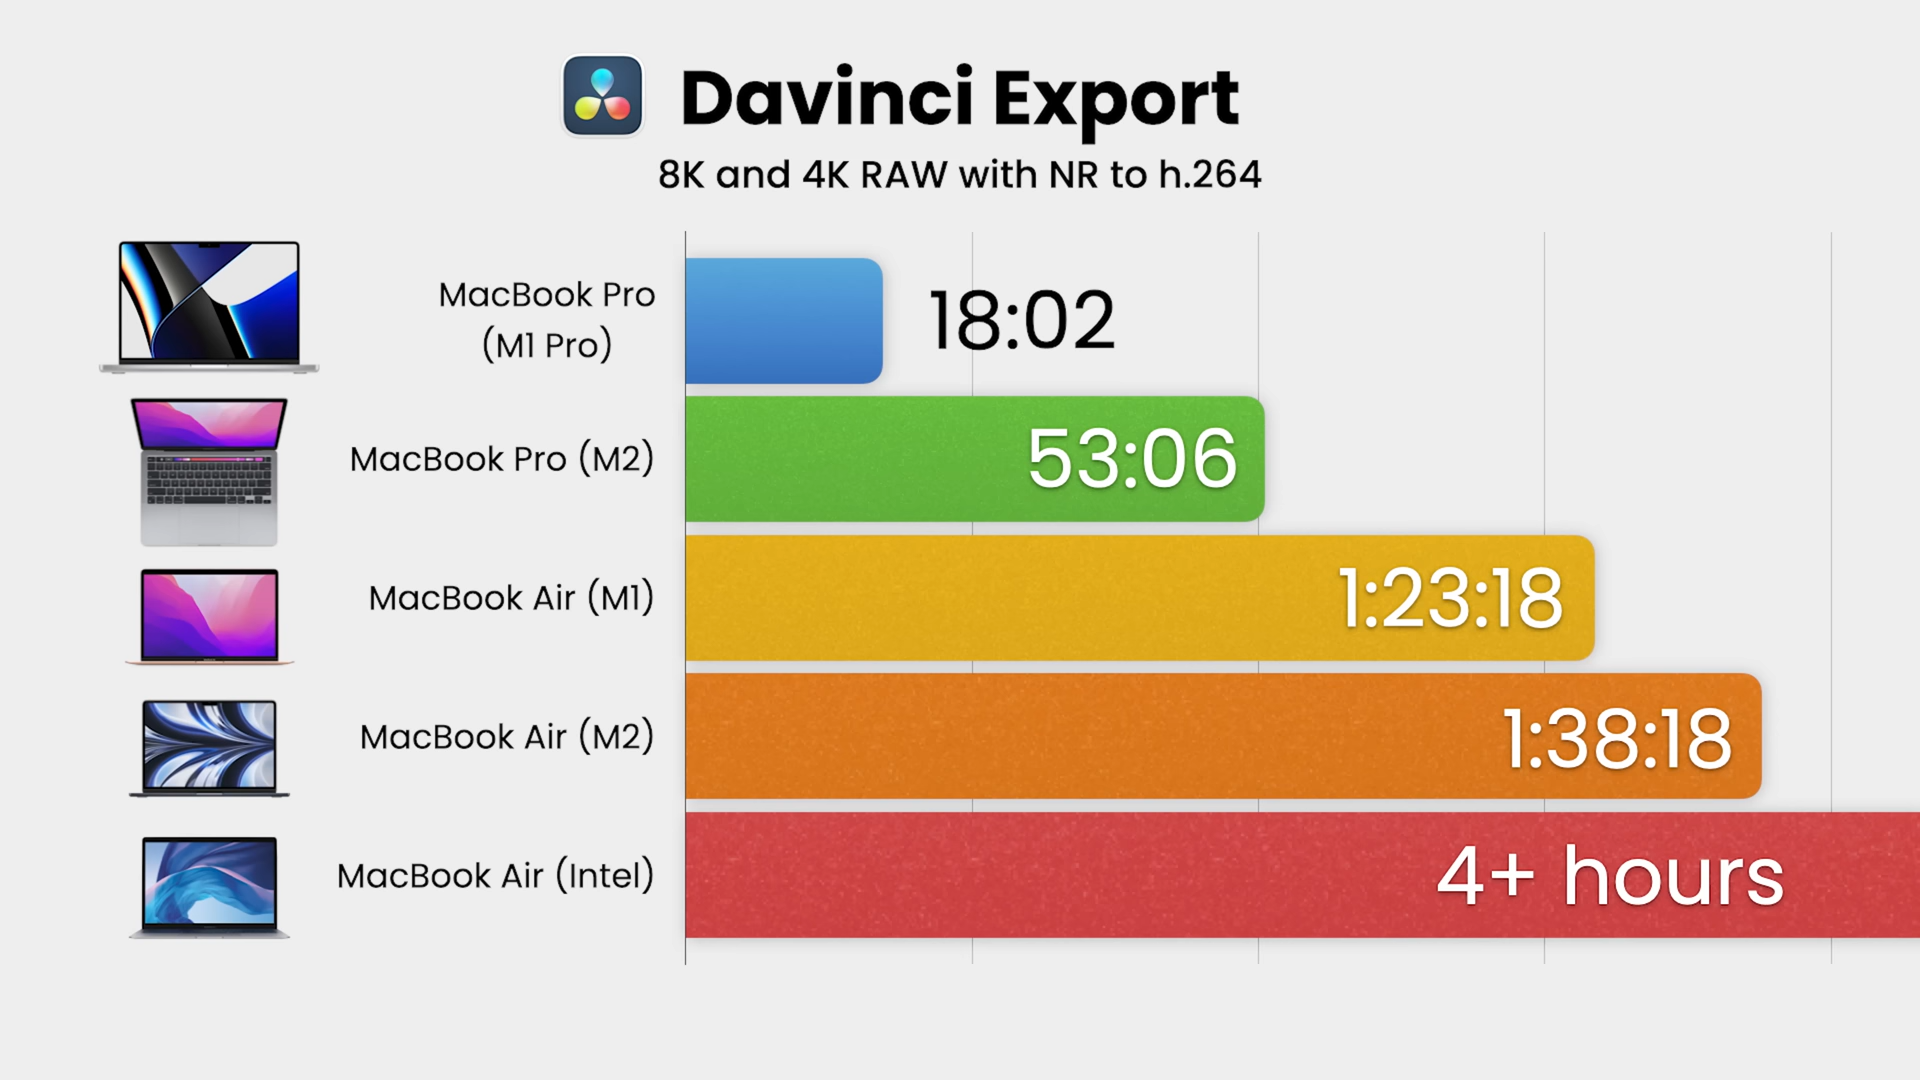 Davinci Export
8K and 4K RAW with NR to h.264
MacBook Pro
(M1 Pro)
18:02
MacBook Pro (M2)
53:06
MacBook Air (M1)
1:23:18
MacBook Air (M2)
1:38:18
MacBook Air (Intel)
4+ hours